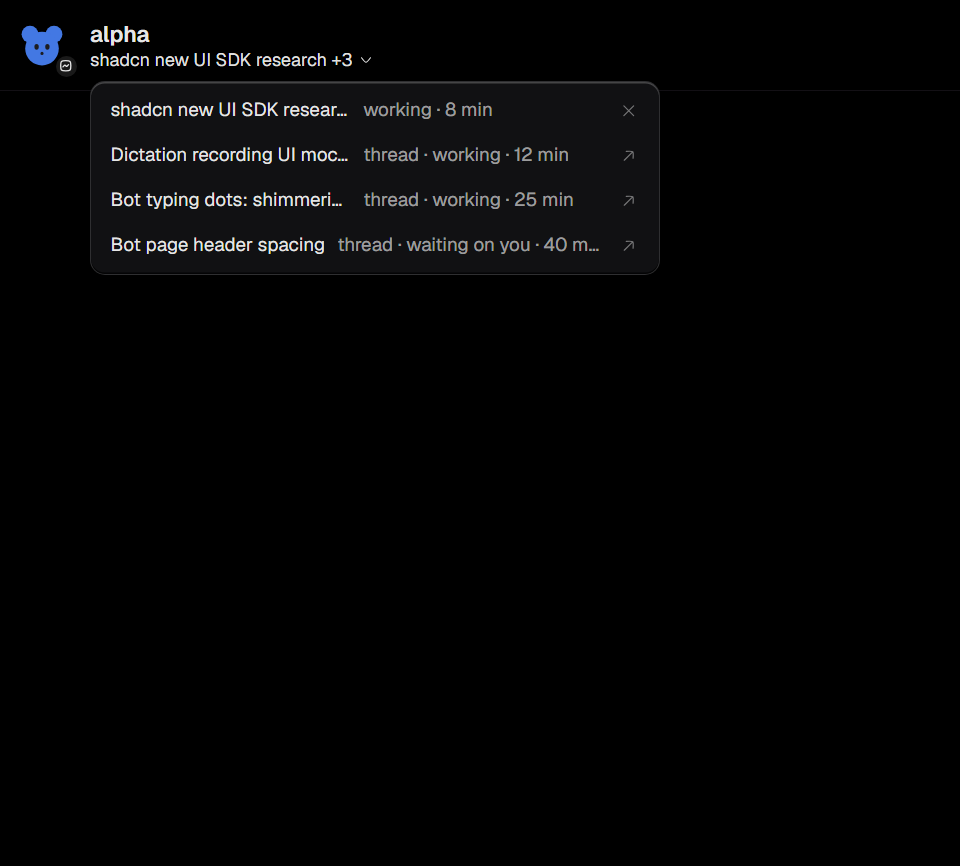 alpha
shadcn new UI SDK research +3
shadcn new UI SDK resear... working · 8 min
Dictation recording UI moc... thread · working · 12 min
Bot typing dots: shimmeri... thread · working · 25 min
Bot page header spacing thread · waiting on you · 40 m...